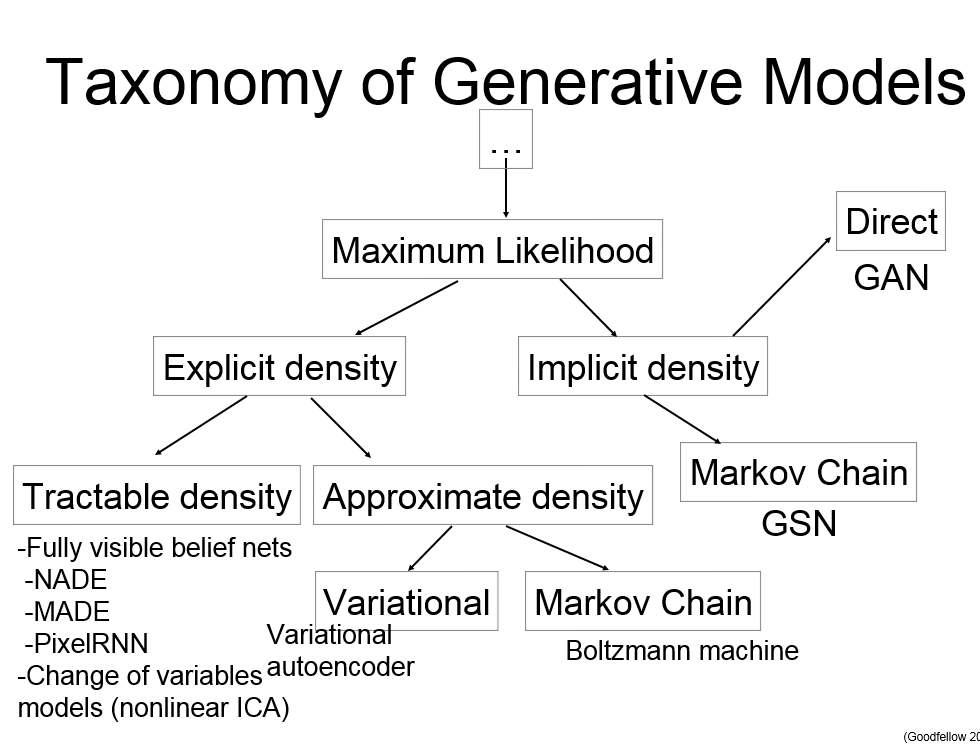 Taxonomy of Generative Models
...
Maximum Likelihood
Direct
GAN
Explicit density
Implicit density
Tractable density
-Fully visible belief nets
-NADE
-MADE
-PixelRNN
-Change of variables
models (nonlinear ICA)
Approximate density
Variational
Variational
autoencoder
Markov Chain
Boltzmann machine
Markov Chain
GSN
(Goodfellow